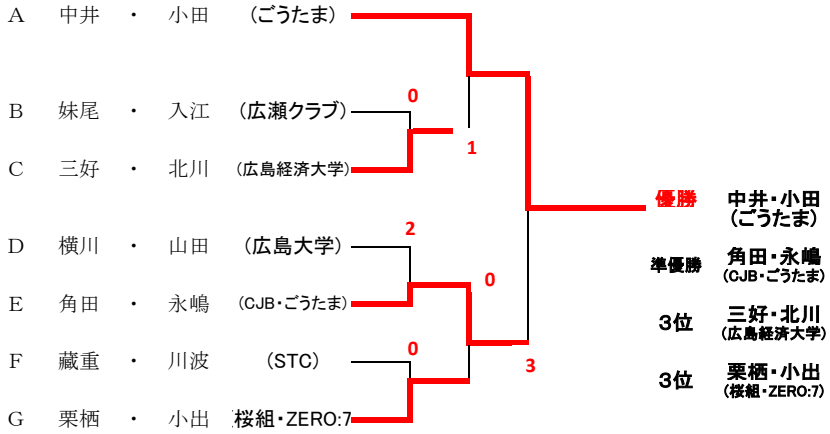 A 中井 ・ 小田 (ごうたま)
0
B 妹尾 ・ 入江 (広瀬クラブ)
1
C 三好 ・ 北川 (広島経済大学)
優勝 中井・小田
(ごうたま)
2
D 横川 ・ 山田 (広島大学)
準優勝 角田・永嶋
(CJB・ごうたま)
0
E 角田 ・ 永嶋 (CJB・ごうたま)
3位 三好・北川
(広島経済大学)
0
F 藏重 ・ 川波 (STC)
3
3位 栗栖・小出
(桜組・ZERO:7)
G 栗栖 ・ 小出 桜組・ZERO:7